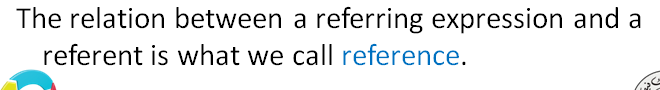 The relation between a referring expression and a
referent is what we call reference.